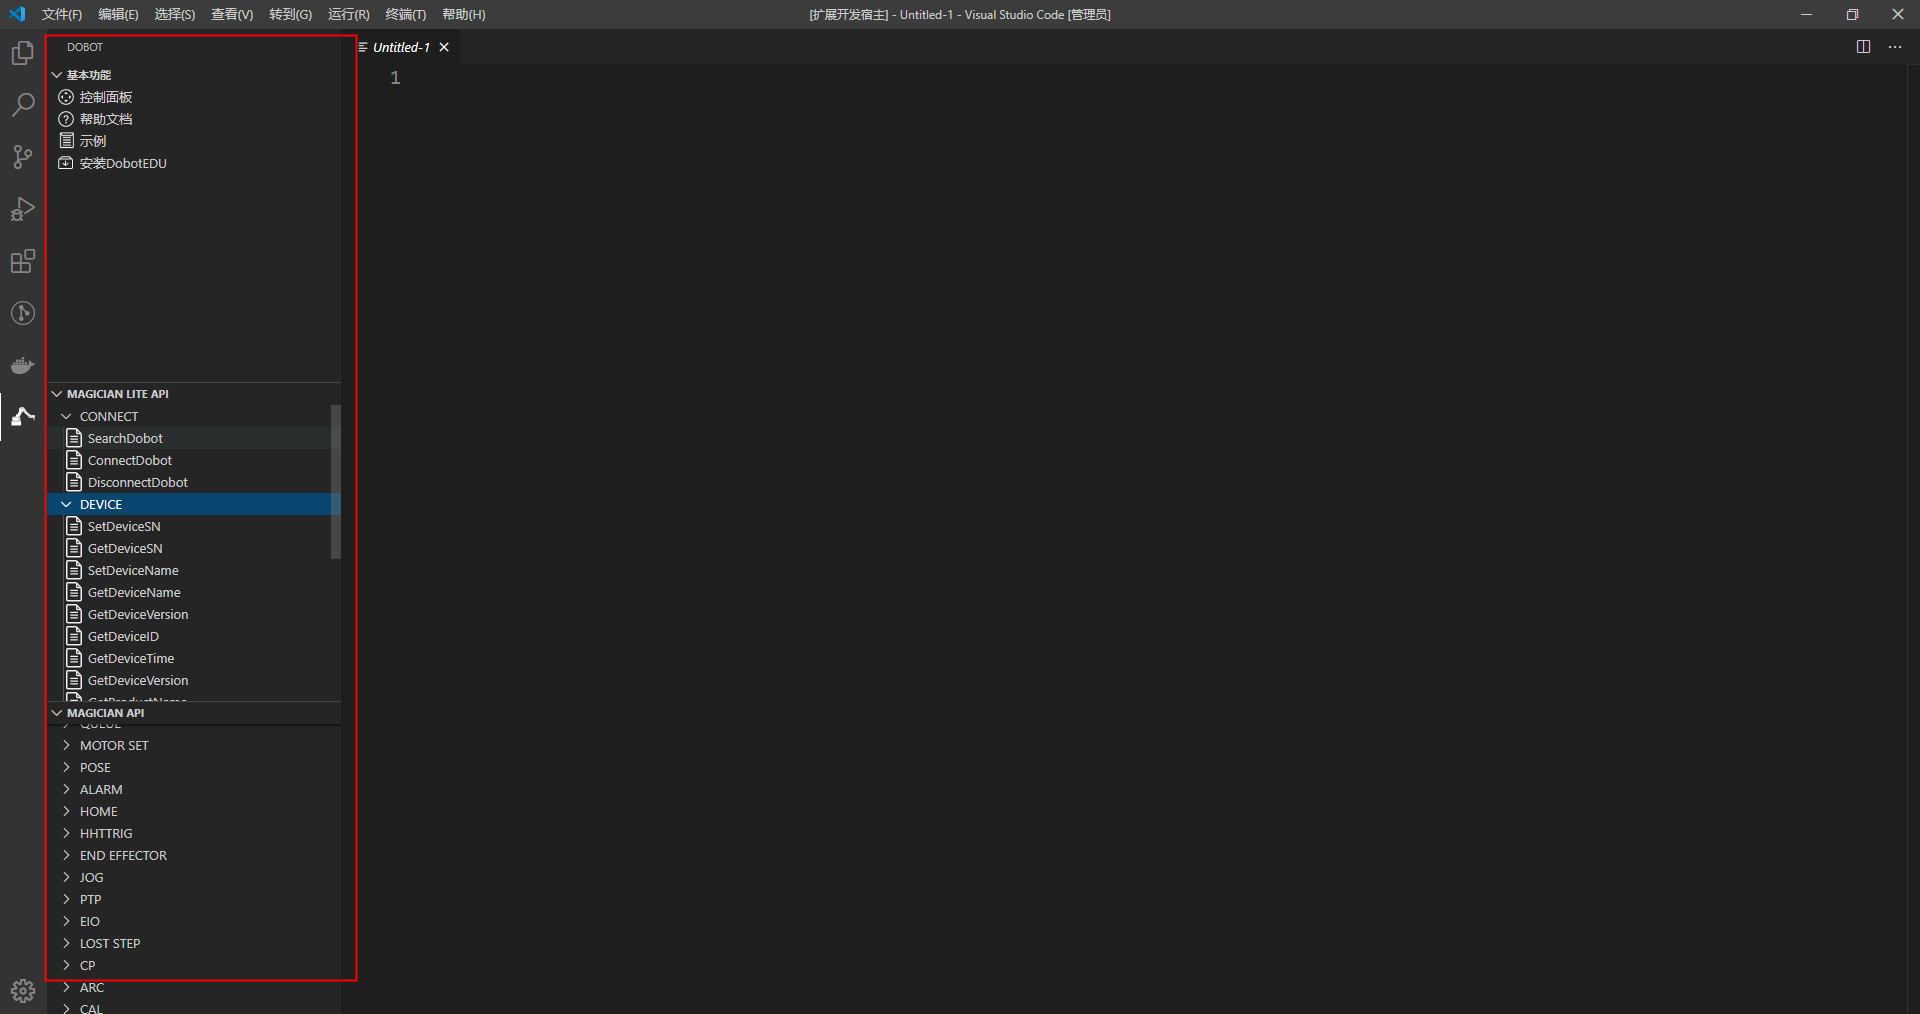 文件(F) 编辑(E) 选择(S) 查看(V) 转到(G) 运行(R) 终端(T) 帮助(H) [扩展开发宿主] - Untitled-1 - Visual Studio Code [管理员]
DOBOT
Untitled-1
1
基本功能
控制面板
帮助文档
示例
安装DobotEDU
MAGICIAN LITE API
CONNECT
SearchDobot
ConnectDobot
DisconnectDobot
DEVICE
SetDeviceSN
GetDeviceSN
SetDeviceName
GetDeviceName
GetDeviceVersion
GetDeviceID
GetDeviceTime
GetDeviceVersion
GetProductName
MAGICIAN API
QUEUE
MOTOR SET
POSE
ALARM
HOME
HHTTRIG
END EFFECTOR
JOG
PTP
EIO
LOST STEP
CP
ARC
CAL